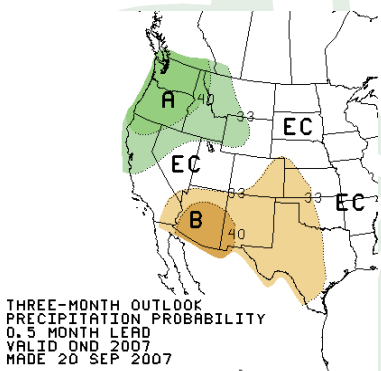 40
A
33
EC
EC
33
33
EC
B
40
THREE-MONTH OUTLOOK
PRECIPITATION PROBABILITY
0.5 MONTH LEAD
VALID OND 2007
MADE 20 SEP 2007